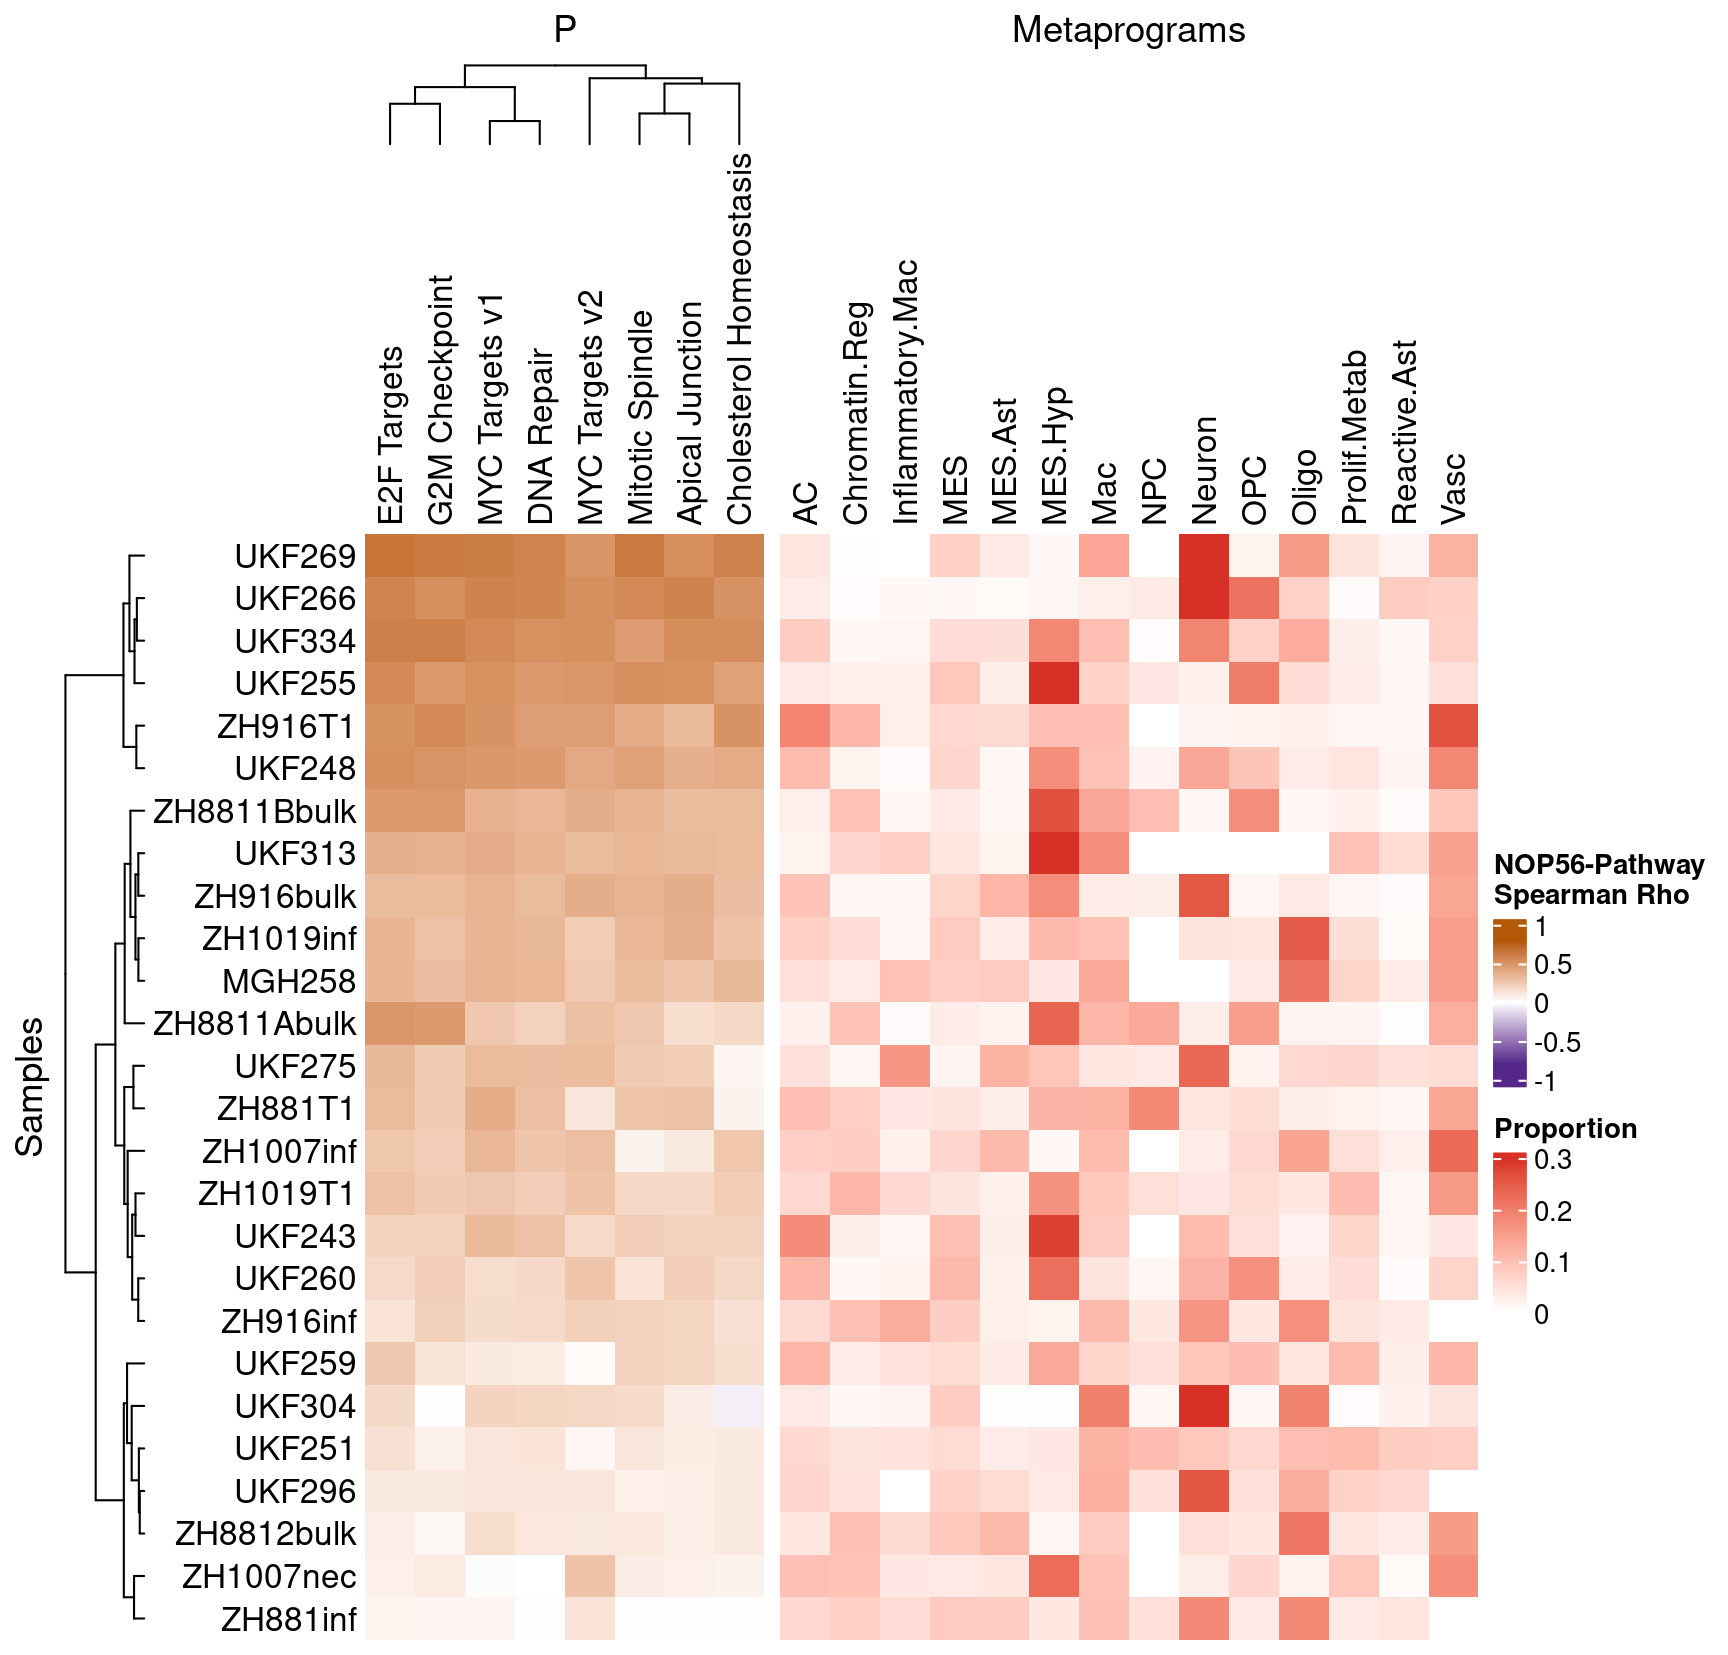 P
Metaprograms
E2F Targets
G2M Checkpoint
MYC Targets v1
DNA Repair
MYC Targets v2
Mitotic Spindle
Apical Junction
Cholesterol Homeostasis
AC
Chromatin.Reg
Inflammatory.Mac
MES
MES.Ast
MES.Hyp
Mac
NPC
Neuron
OPC
Oligo
Prolif.Metab
Reactive.Ast
Vasc
Samples
UKF269
UKF266
UKF334
UKF255
ZH916T1
UKF248
ZH8811Bbulk
UKF313
ZH916bulk
ZH1019inf
MGH258
ZH8811Abulk
UKF275
ZH881T1
ZH1007inf
ZH1019T1
UKF243
UKF260
ZH916inf
UKF259
UKF304
UKF251
UKF296
ZH8812bulk
ZH1007nec
ZH881inf
NOP56-Pathway
Spearman Rho
1
0.5
0
-0.5
-1
Proportion
0.3
0.2
0.1
0